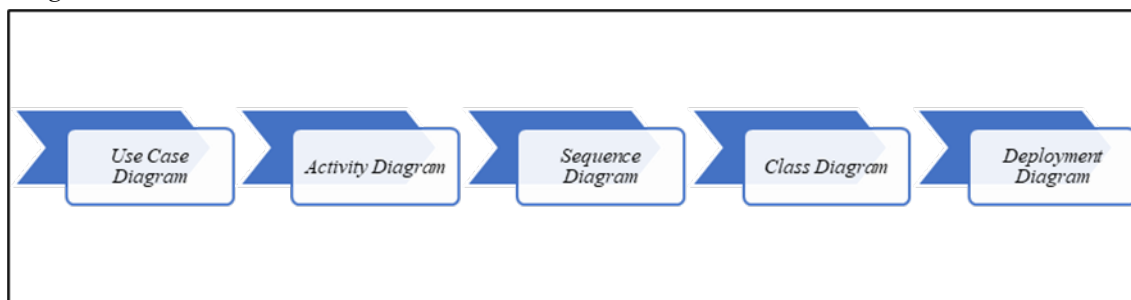 Use Case
Diagram
Activity Diagram
Sequence
Diagram
Class Diagram
Deployment
Diagram